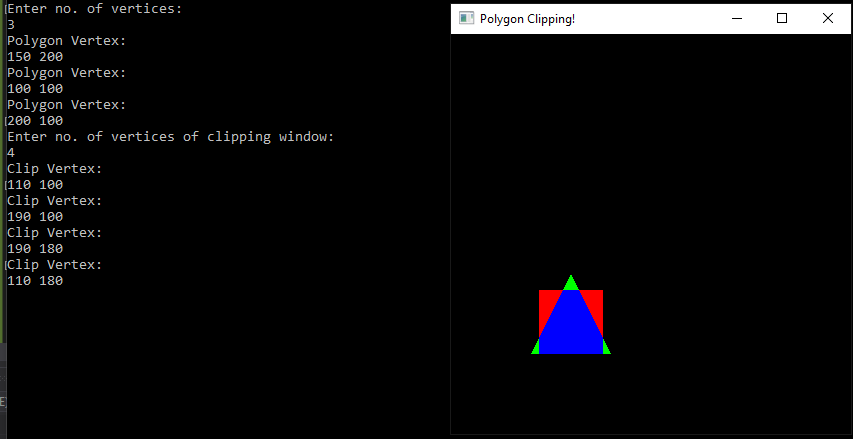 Enter no. of vertices:
3
Polygon Vertex:
150 200
Polygon Vertex:
100 100
Polygon Vertex:
200 100
Enter no. of vertices of clipping window:
4
Clip Vertex:
110 100
Clip Vertex:
190 100
Clip Vertex:
190 180
Clip Vertex:
110 180
Polygon Clipping!